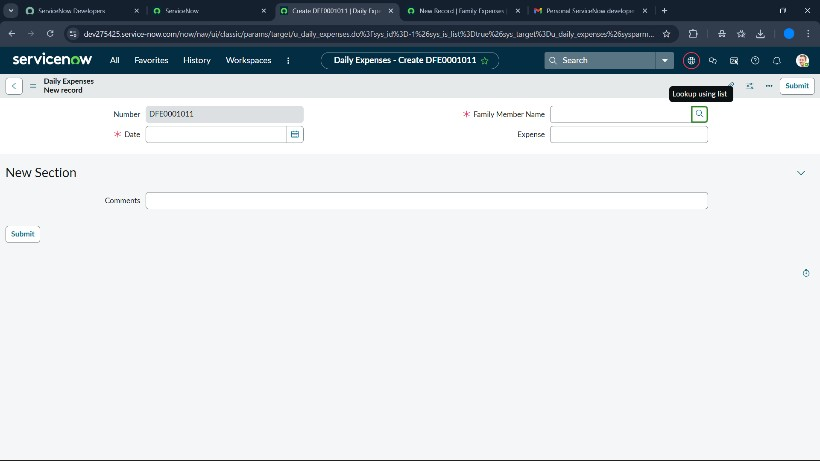 ServiceNow Developers
ServiceNow
Create DFE0001011 | Daily Exp
New Record | Family Expenses |
Personal ServiceNow develope
dev275425.service-now.com/now/nav/ui/classic/params/target/u_daily_expenses.do%3Fsys_id%3D-1%26sys_is_list%3Dtrue%26sys_target%3Du_daily_expenses%26sysparm...
servicenow
All
Favorites
History
Workspaces
Daily Expenses - Create DFE0001011
Search
Daily Expenses
New record
Submit
Lookup using list
Number
DFE0001011
Family Member Name
Date
Expense
New Section
Comments
Submit